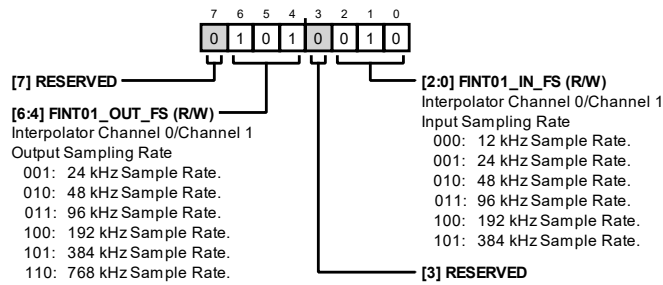 7 6 5 4 3 2 1 0
0 1 0 1 0 0 1 0
[7] RESERVED
[6:4] FINT01_OUT_FS (R/W)
Interpolator Channel 0/Channel 1
Output Sampling Rate
001: 24 kHz Sample Rate.
010: 48 kHz Sample Rate.
011: 96 kHz Sample Rate.
100: 192 kHz Sample Rate.
101: 384 kHz Sample Rate.
110: 768 kHz Sample Rate.
[2:0] FINT01_IN_FS (R/W)
Interpolator Channel 0/Channel 1
Input Sampling Rate
000: 12 kHz Sample Rate.
001: 24 kHz Sample Rate.
010: 48 kHz Sample Rate.
011: 96 kHz Sample Rate.
100: 192 kHz Sample Rate.
101: 384 kHz Sample Rate.
[3] RESERVED